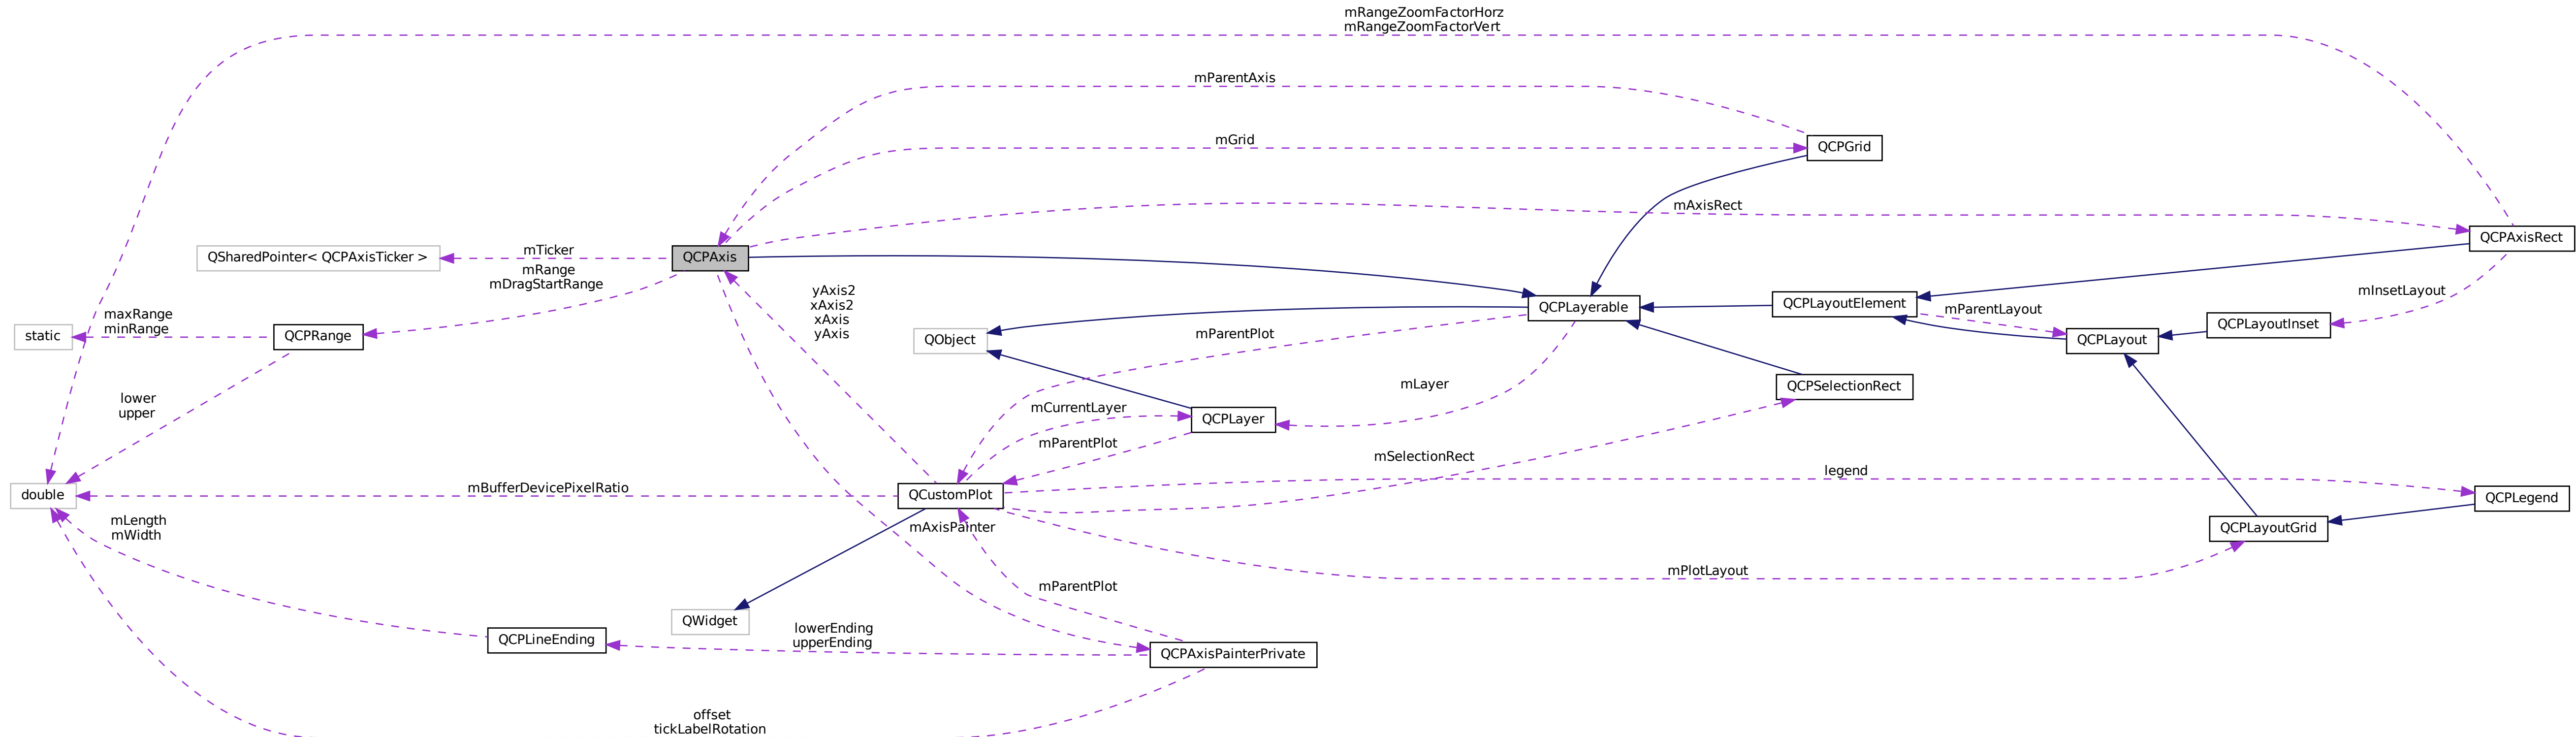 mRangeZoomFactorHorz
mRangeZoomFactorVert
mParentAxis
mGrid
QCPGrid
mAxisRect
QCPAxisRect
QSharedPointer< QCPAxisTicker >
mTicker
QCPAxis
mRange
mDragStartRange
yAxis2
xAxis2
xAxis
yAxis
QCPLayerable
QCPLayoutElement
mParentLayout
mInsetLayout
QCPLayoutInset
maxRange
minRange
static
QCPRange
QObject
mParentPlot
QCPLayout
mLayer
QCPSelectionRect
lower
upper
mCurrentLayer
QCPLayer
mParentPlot
mSelectionRect
legend
double
mBufferDevicePixelRatio
QCustomPlot
QCPLegend
mLength
mWidth
mAxisPainter
QCPLayoutGrid
mPlotLayout
mParentPlot
QWidget
QCPLineEnding
lowerEnding
upperEnding
QCPAxisPainterPrivate
offset
tickLabelRotation